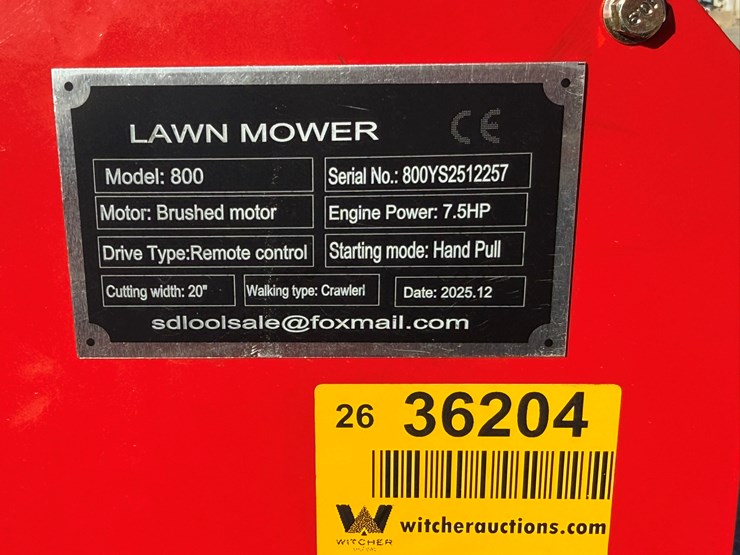 LAWN MOWER CE
Model: 800
Serial No.: 800YS2512257
Motor: Brushed motor
Engine Power: 7.5HP
Drive Type:Remote control
Starting mode: Hand Pull
Cutting width: 20"
Walking type: Crawlerl
Date: 2025.12
sdloolsale@foxmail.com
26 36204
W
WITCHER
witcherauctions.com